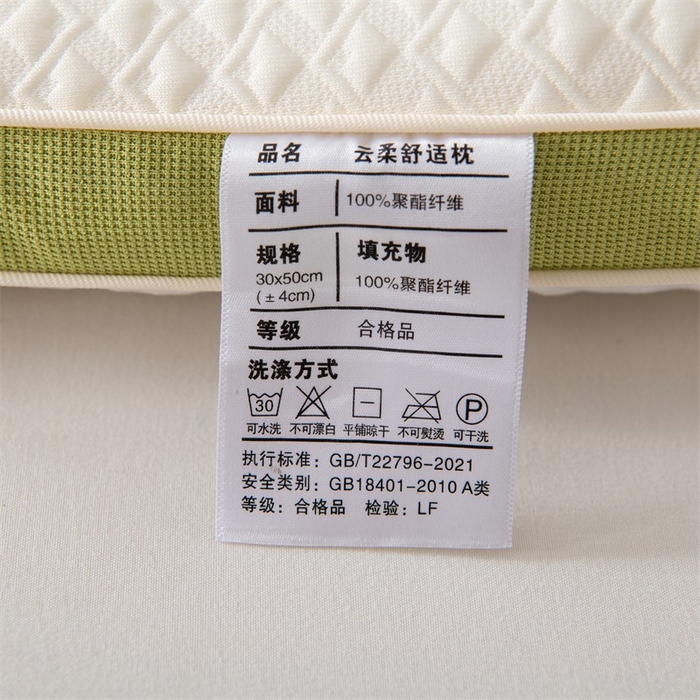 品名 云柔舒适枕
面料 100%聚酯纤维
规格 填充物
30x50cm 100%聚酯纤维
(±4cm)
等级 合格品
洗涤方式
30 P
可水洗 不可漂白 平铺晾干 不可熨烫 可干洗
执行标准：GB/T22796-2021
安全类别：GB18401-2010 A类
等级：合格品 检验：LF